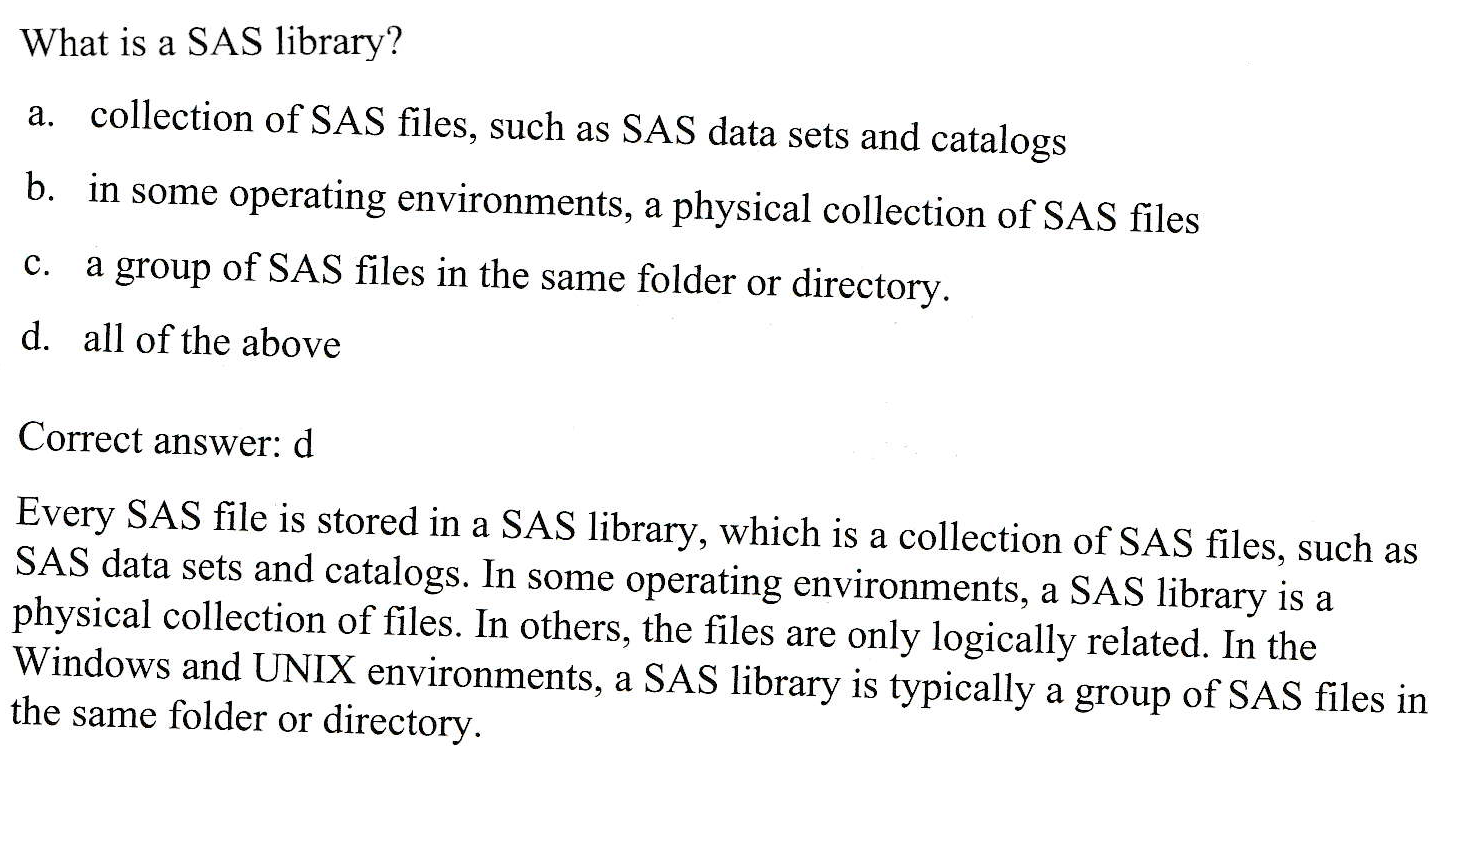 What is a SAS library?
a. collection of SAS files, such as SAS data sets and catalogs
b. in some operating environments, a physical collection of SAS files
c. a group of SAS files in the same folder or directory.
d. all of the above
Correct answer: d
Every SAS file is stored in a SAS library, which is a collection of SAS files, such as
SAS data sets and catalogs. In some operating environments, a SAS library is a
physical collection of files. In others, the files are only logically related. In the
Windows and UNIX environments, a SAS library is typically a group of SAS files in
the same folder or directory.